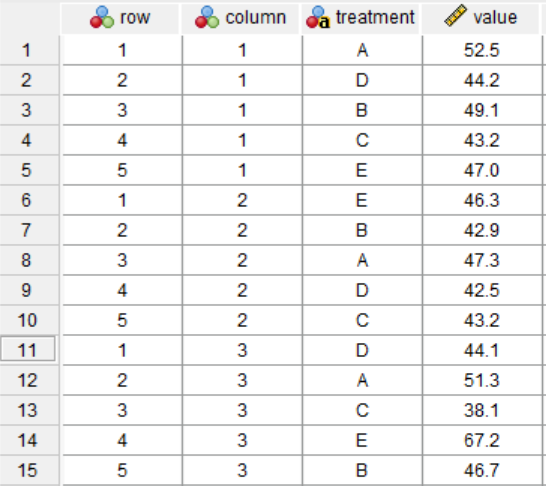 row column treatment value
1 1 1 A 52.5
2 2 1 D 44.2
3 3 1 B 49.1
4 4 1 C 43.2
5 5 1 E 47.0
6 1 2 E 46.3
7 2 2 B 42.9
8 3 2 A 47.3
9 4 2 D 42.5
10 5 2 C 43.2
11 1 3 D 44.1
12 2 3 A 51.3
13 3 3 C 38.1
14 4 3 E 67.2
15 5 3 B 46.7